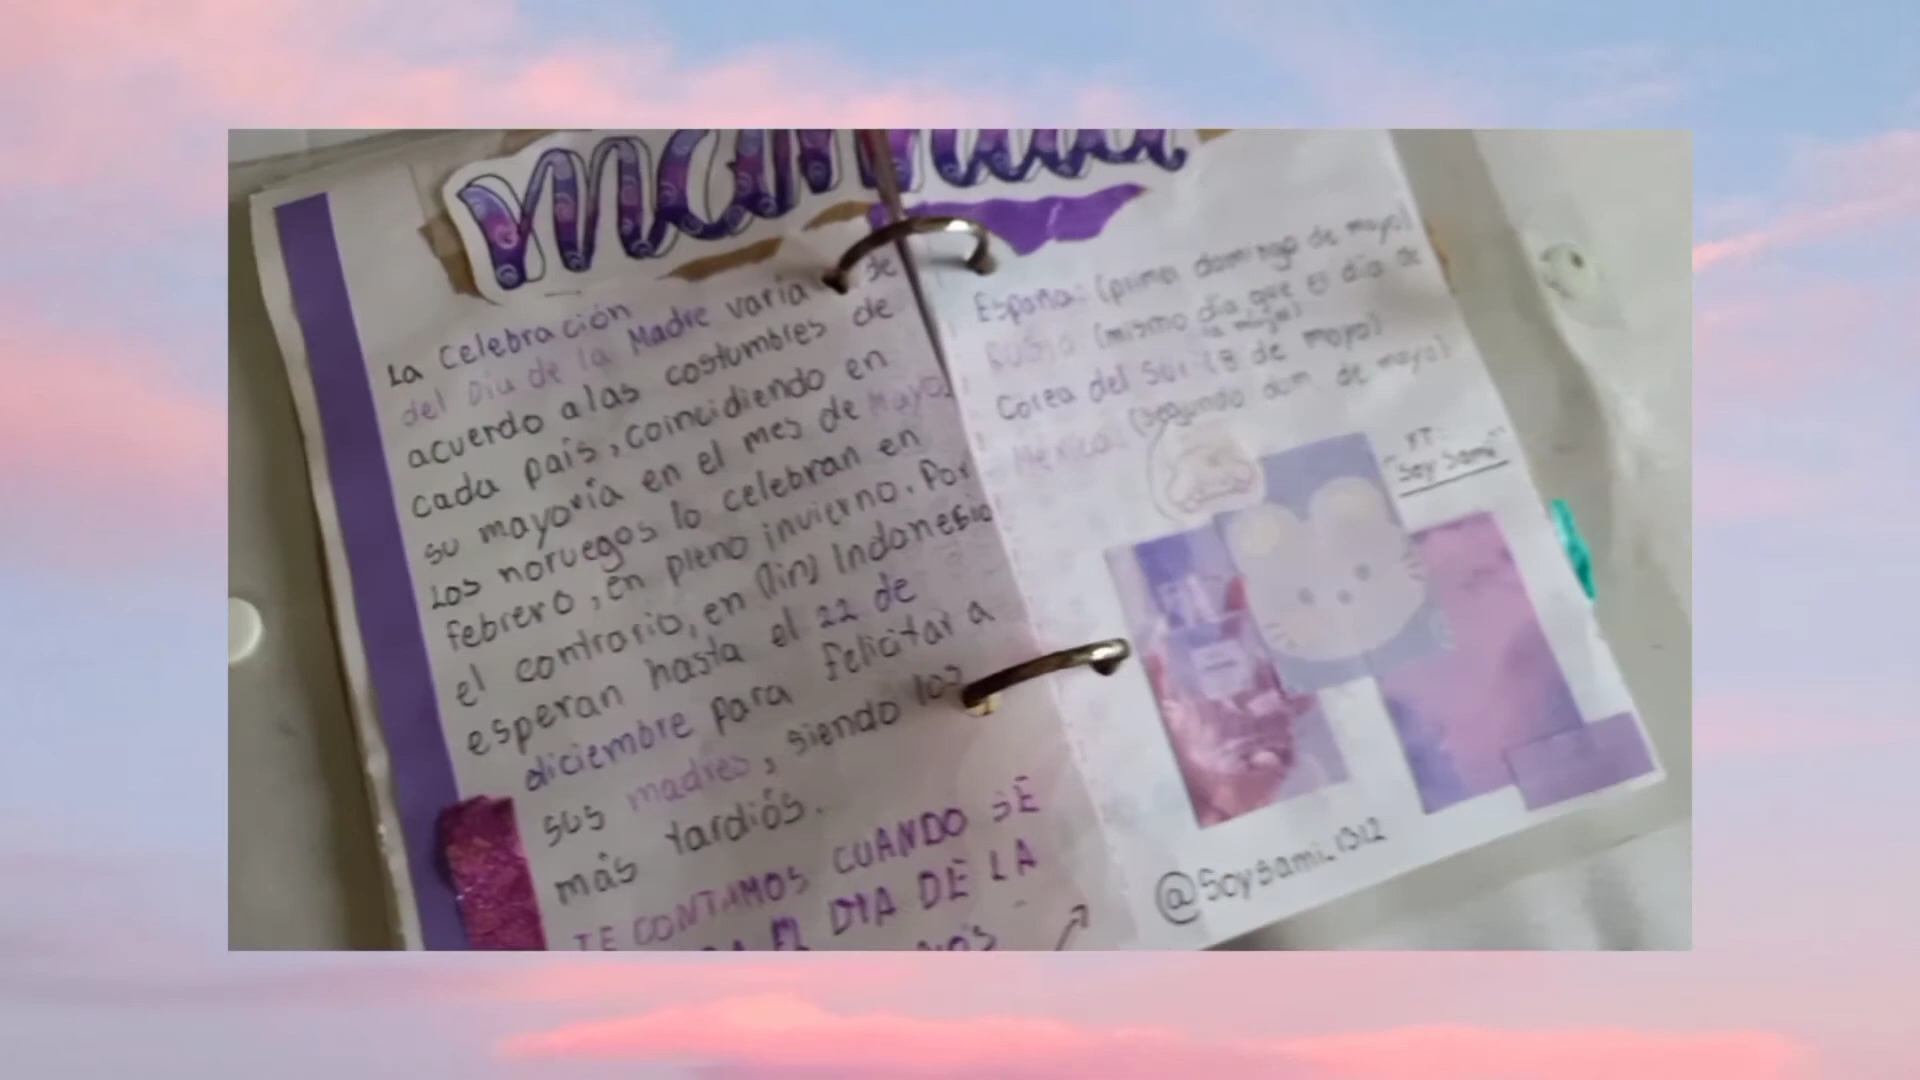 La Celebración
del Día de la Madre varía de
acuerdo a las costumbres de
cada país, coincidiendo en
su mayoría en el mes de Mayo.
Los noruegos lo celebran en
febrero, en pleno invierno. Por
el contrario, en (in) Indonesia
esperan hasta el 22 de
diciembre para felicitar a
sus madres, siendo los
más tardiós.
TE CONTAMOS CUANDO SE
EL DIA DE LA
España: (primer domingo de mayo)
Rusia (mismo día que el día de
la mujer)
Corea del Sur (8 de mayo)
México: (segundo dom de mayo)
YT:
"Soy Sami"
@Soysami_1312